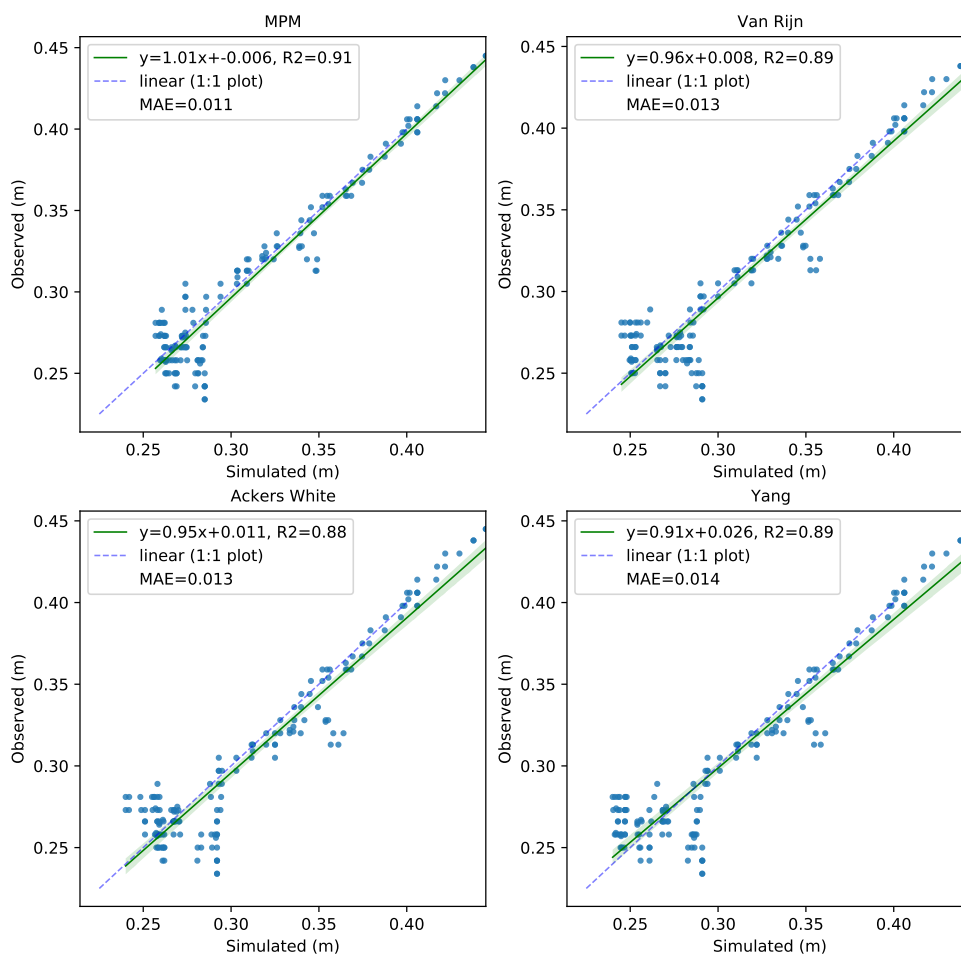 MPM
y=1.01x+-0.006, R2=0.91
linear (1:1 plot)
MAE=0.011
0.45
0.40
0.35
0.30
0.25
Observed (m)
0.25 0.30 0.35 0.40
Simulated (m)
Van Rijn
y=0.96x+0.008, R2=0.89
linear (1:1 plot)
MAE=0.013
0.45
0.40
0.35
0.30
0.25
Observed (m)
0.25 0.30 0.35 0.40
Simulated (m)
Ackers White
y=0.95x+0.011, R2=0.88
linear (1:1 plot)
MAE=0.013
0.45
0.40
0.35
0.30
0.25
Observed (m)
0.25 0.30 0.35 0.40
Simulated (m)
Yang
y=0.91x+0.026, R2=0.89
linear (1:1 plot)
MAE=0.014
0.45
0.40
0.35
0.30
0.25
Observed (m)
0.25 0.30 0.35 0.40
Simulated (m)